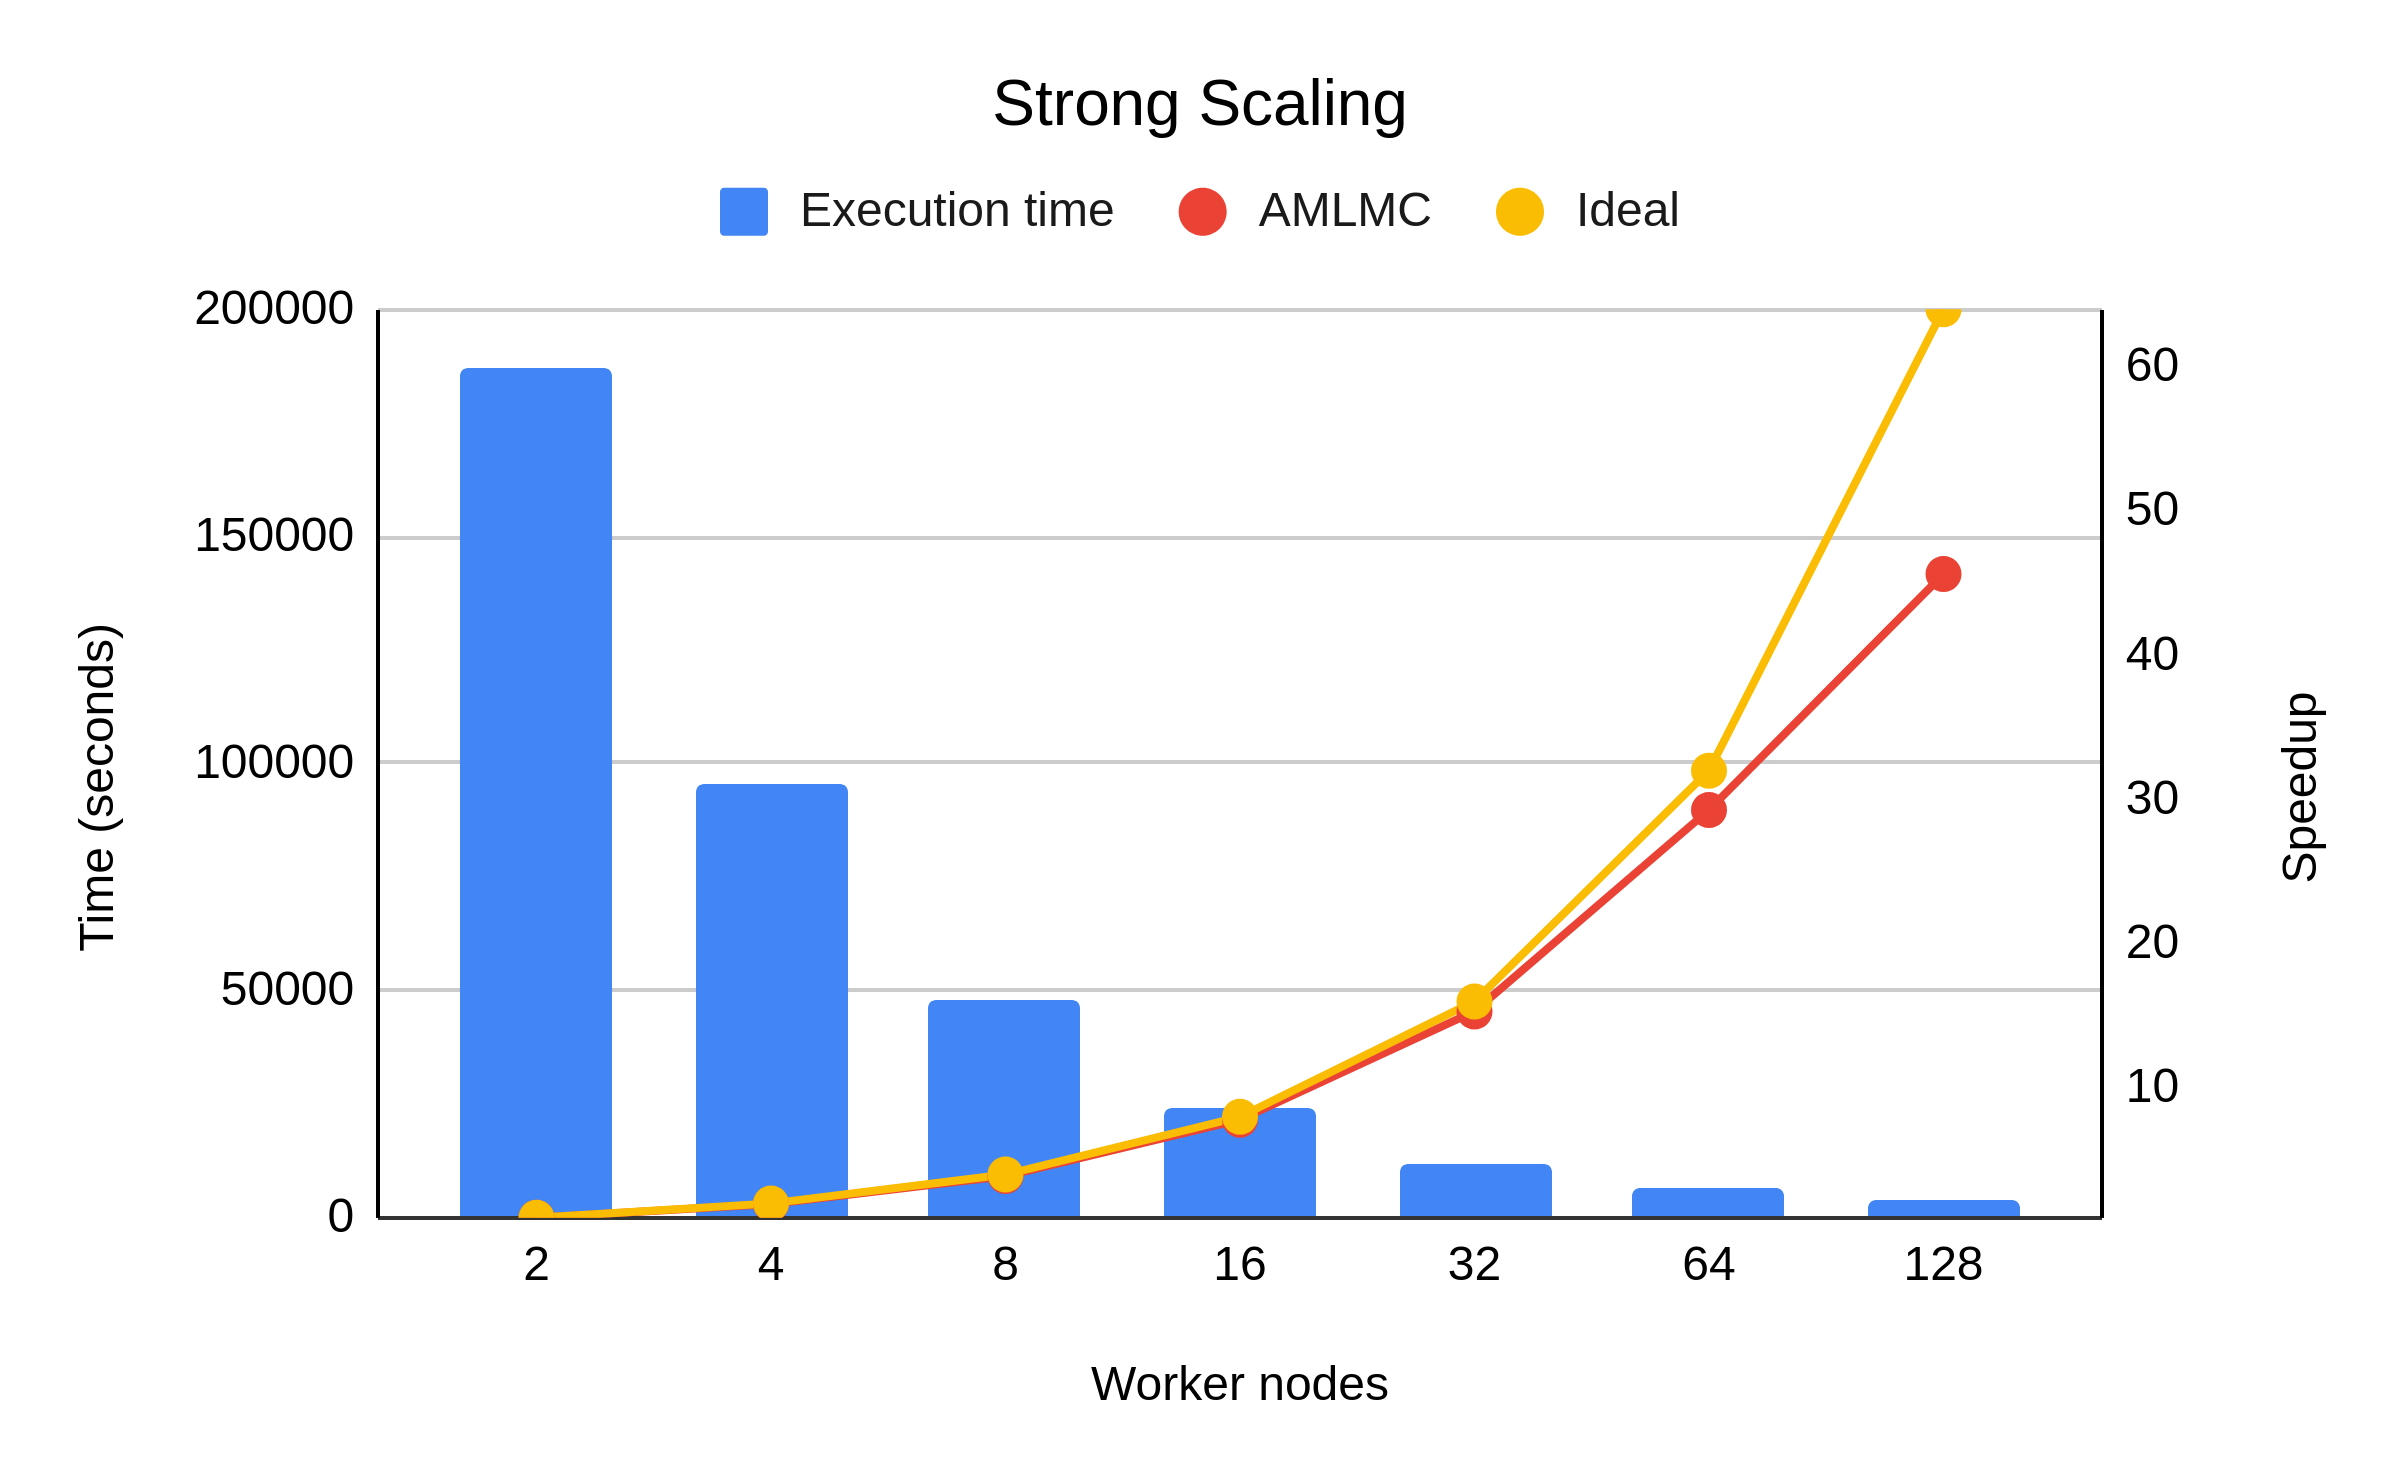 Strong Scaling
Execution time AMLMC Ideal
200000
150000
100000
50000
0
Time (seconds)
60
50
40
30
20
10
Speedup
2 4 8 16 32 64 128
Worker nodes